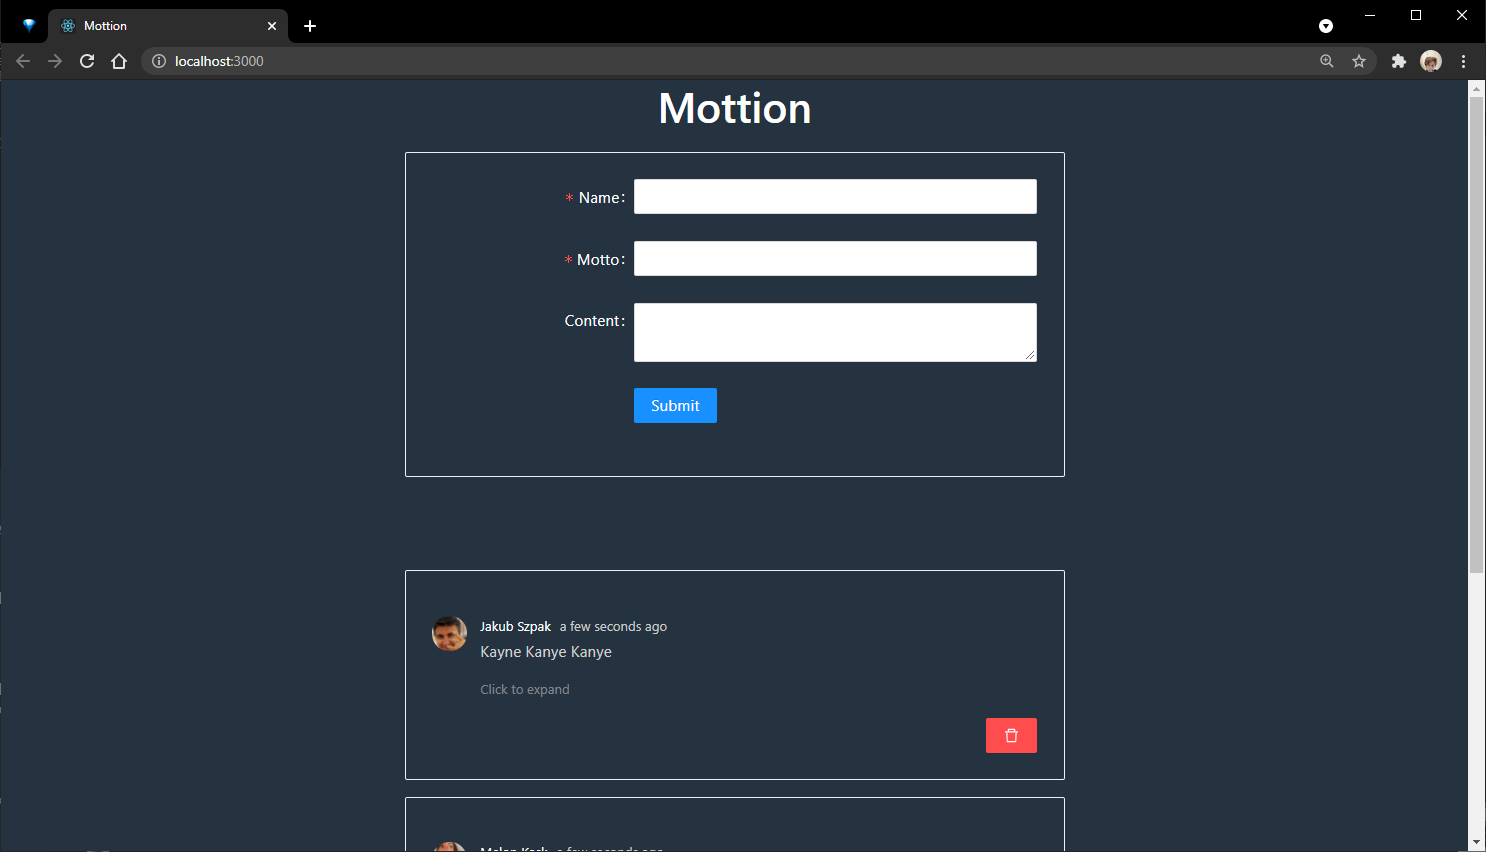 Mottion
localhost:3000
Mottion
* Name:
* Motto:
Content:
Submit
Jakub Szpak a few seconds ago
Kayne Kanye Kanye
Click to expand
a few seconds ago